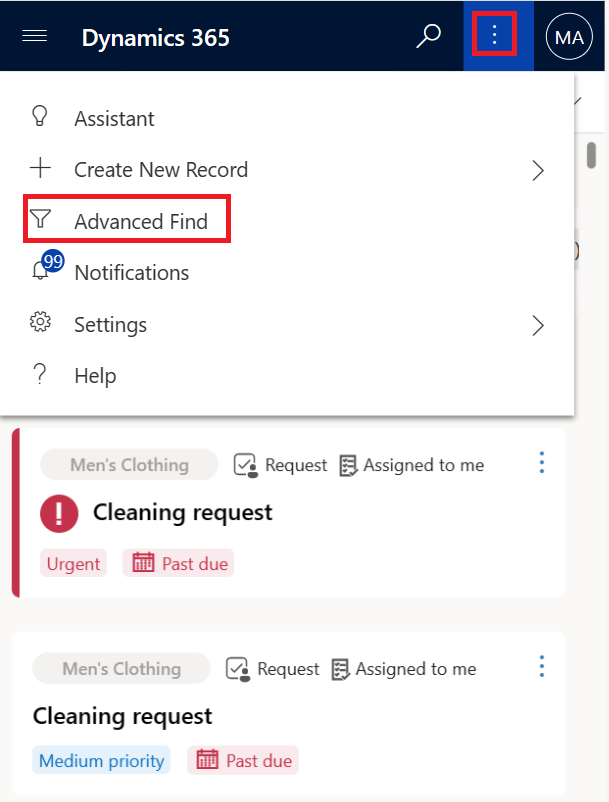 Dynamics 365
MA
Assistant
Create New Record
Advanced Find
99
Notifications
Settings
Help
Men's Clothing Request Assigned to me
Cleaning request
Urgent Past due
Men's Clothing Request Assigned to me
Cleaning request
Medium priority Past due